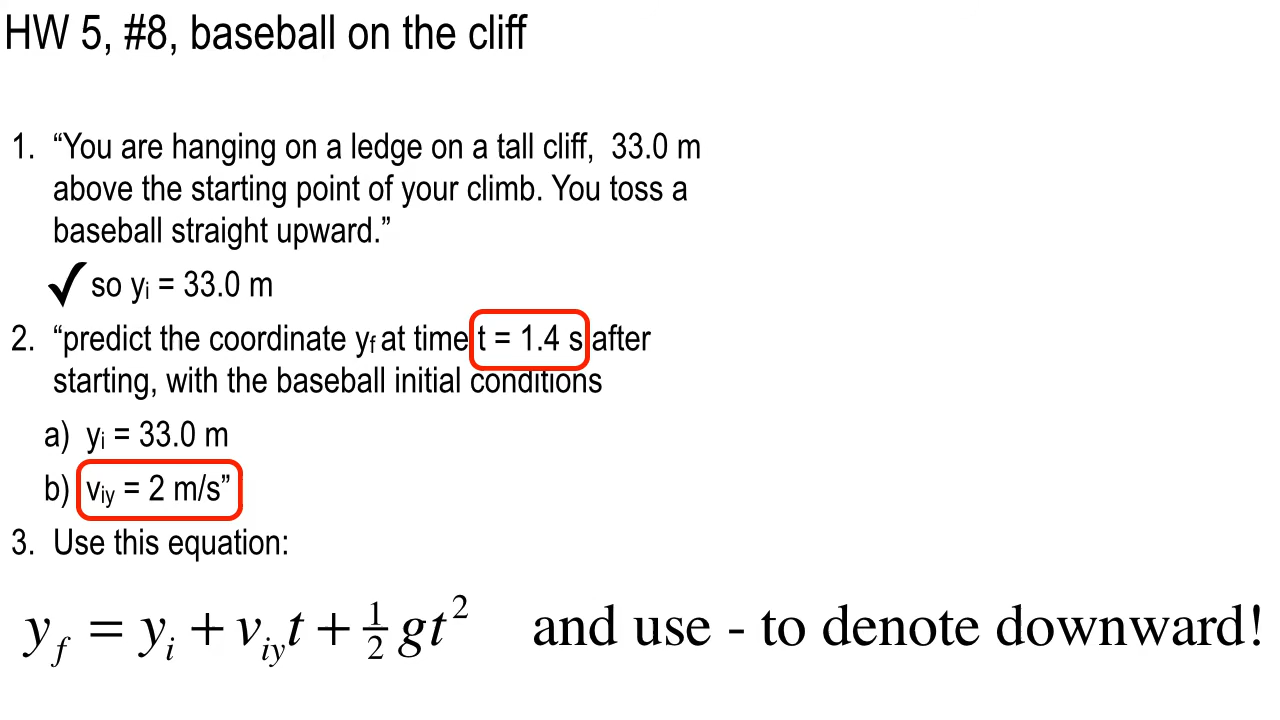 HW 5, #8, baseball on the cliff
1. “You are hanging on a ledge on a tall cliff, 33.0 m
above the starting point of your climb. You toss a
baseball straight upward.”
✓ so yᵢ = 33.0 m
2. “predict the coordinate y_f at time t = 1.4 s after
starting, with the baseball initial conditions
a) yᵢ = 33.0 m
b) v_iy = 2 m/s”
3. Use this equation:
y_f = y_i + v_iy t + ½ gt² and use - to denote downward!